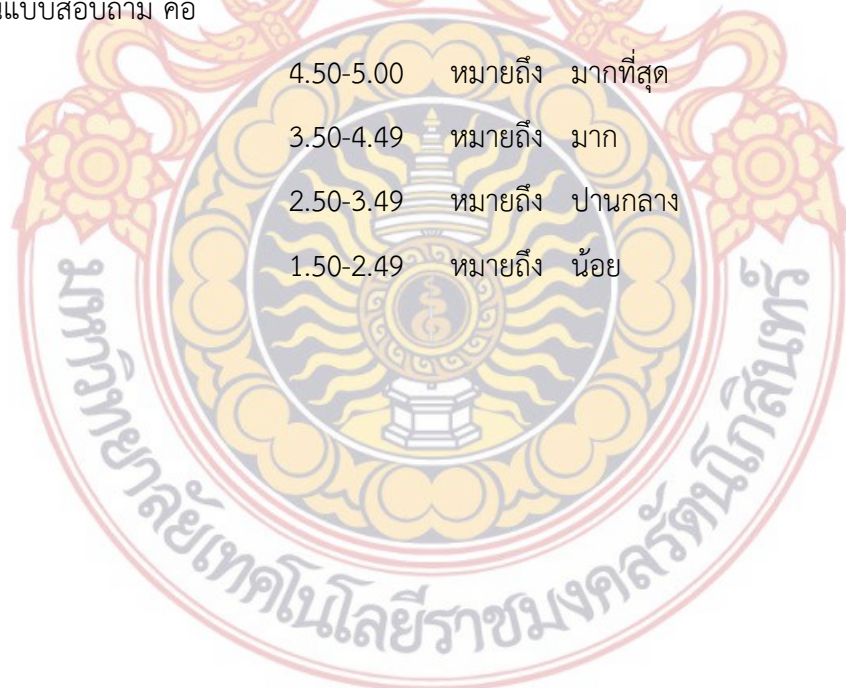 นแบบสอบถาม คือ
4.50-5.00 หมายถึง มากที่สุด
3.50-4.49 หมายถึง มาก
2.50-3.49 หมายถึง ปานกลาง
1.50-2.49 หมายถึง น้อย
มหาวิทยาลัยเทคโนโลยีราชมงคลรัตนโกสินทร์